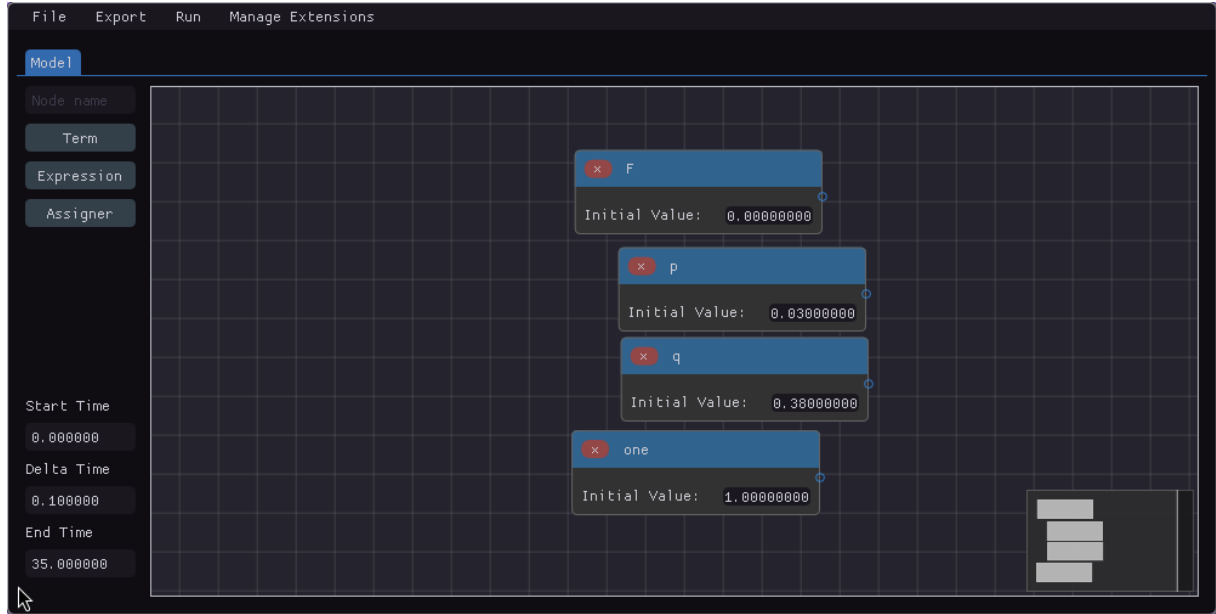 File Export Run Manage Extensions
Model
Node name
Term
Expression
Assigner
x F
Initial Value: 0.00000000
x p
Initial Value: 0.03000000
x q
Initial Value: 0.38000000
x one
Initial Value: 1.00000000
Start Time
0.000000
Delta Time
0.100000
End Time
35.000000